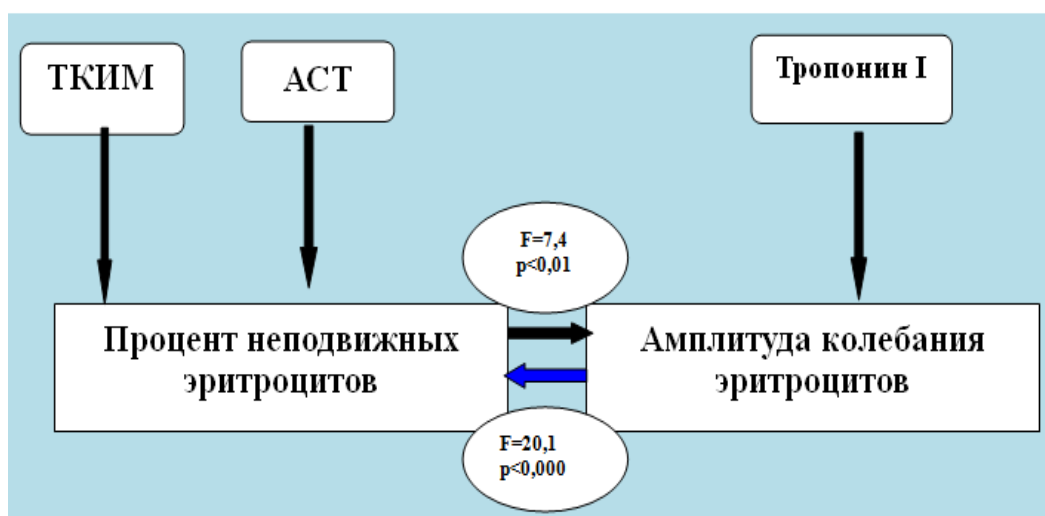 ТКИМ
АСТ
Тропонин I
F=7,4
p<0,01
Процент неподвижных
эритроцитов
Амплитуда колебания
эритроцитов
F=20,1
p<0,000